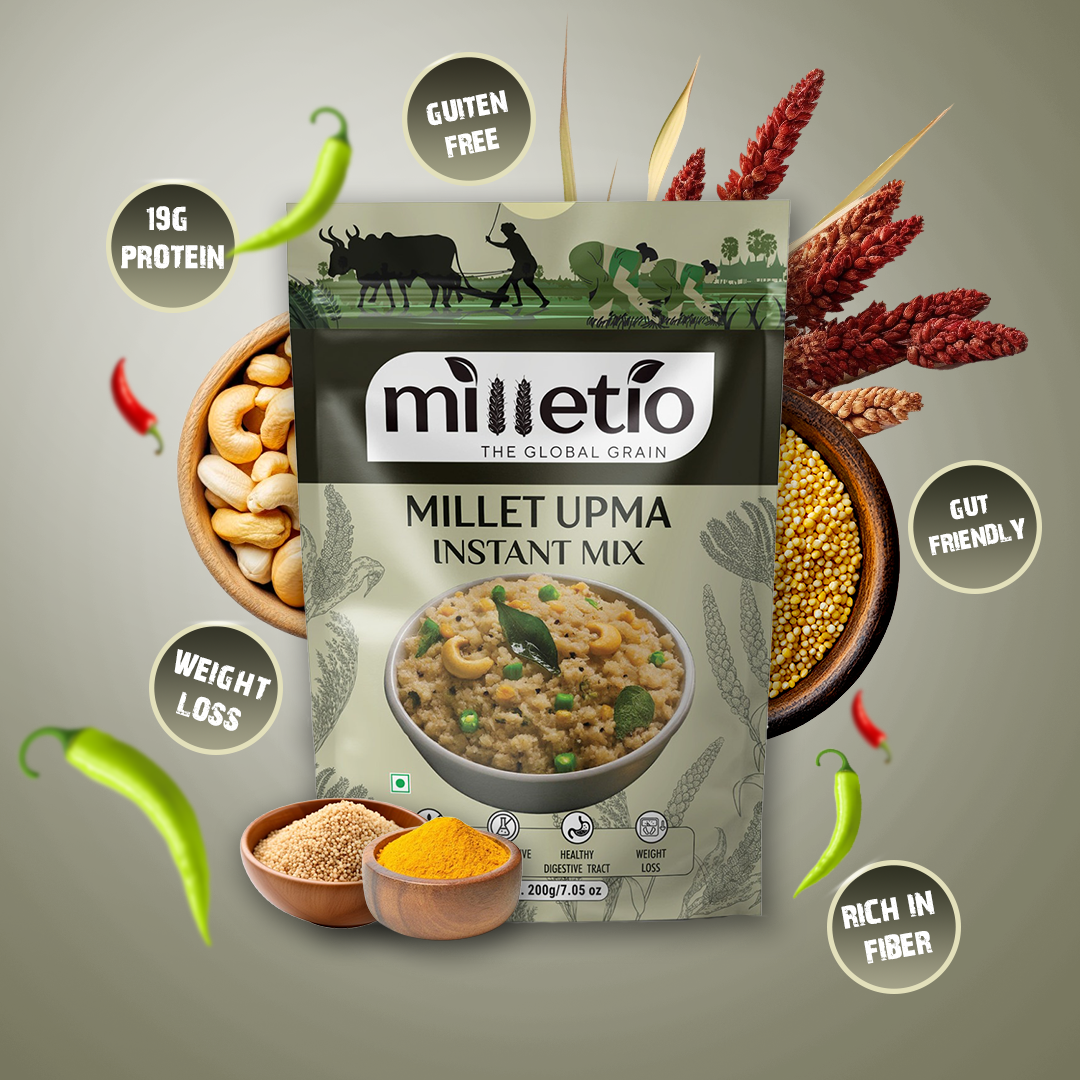 GUITEN
FREE
19G
PROTEIN
milletio
THE GLOBAL GRAIN
MILLET UPMA
INSTANT MIX
GUT
FRIENDLY
WEIGHT
LOSS
HEALTHY
DIGESTIVE TRACT
WEIGHT
LOSS
200g/7.05 oz
RICH IN
FIBER